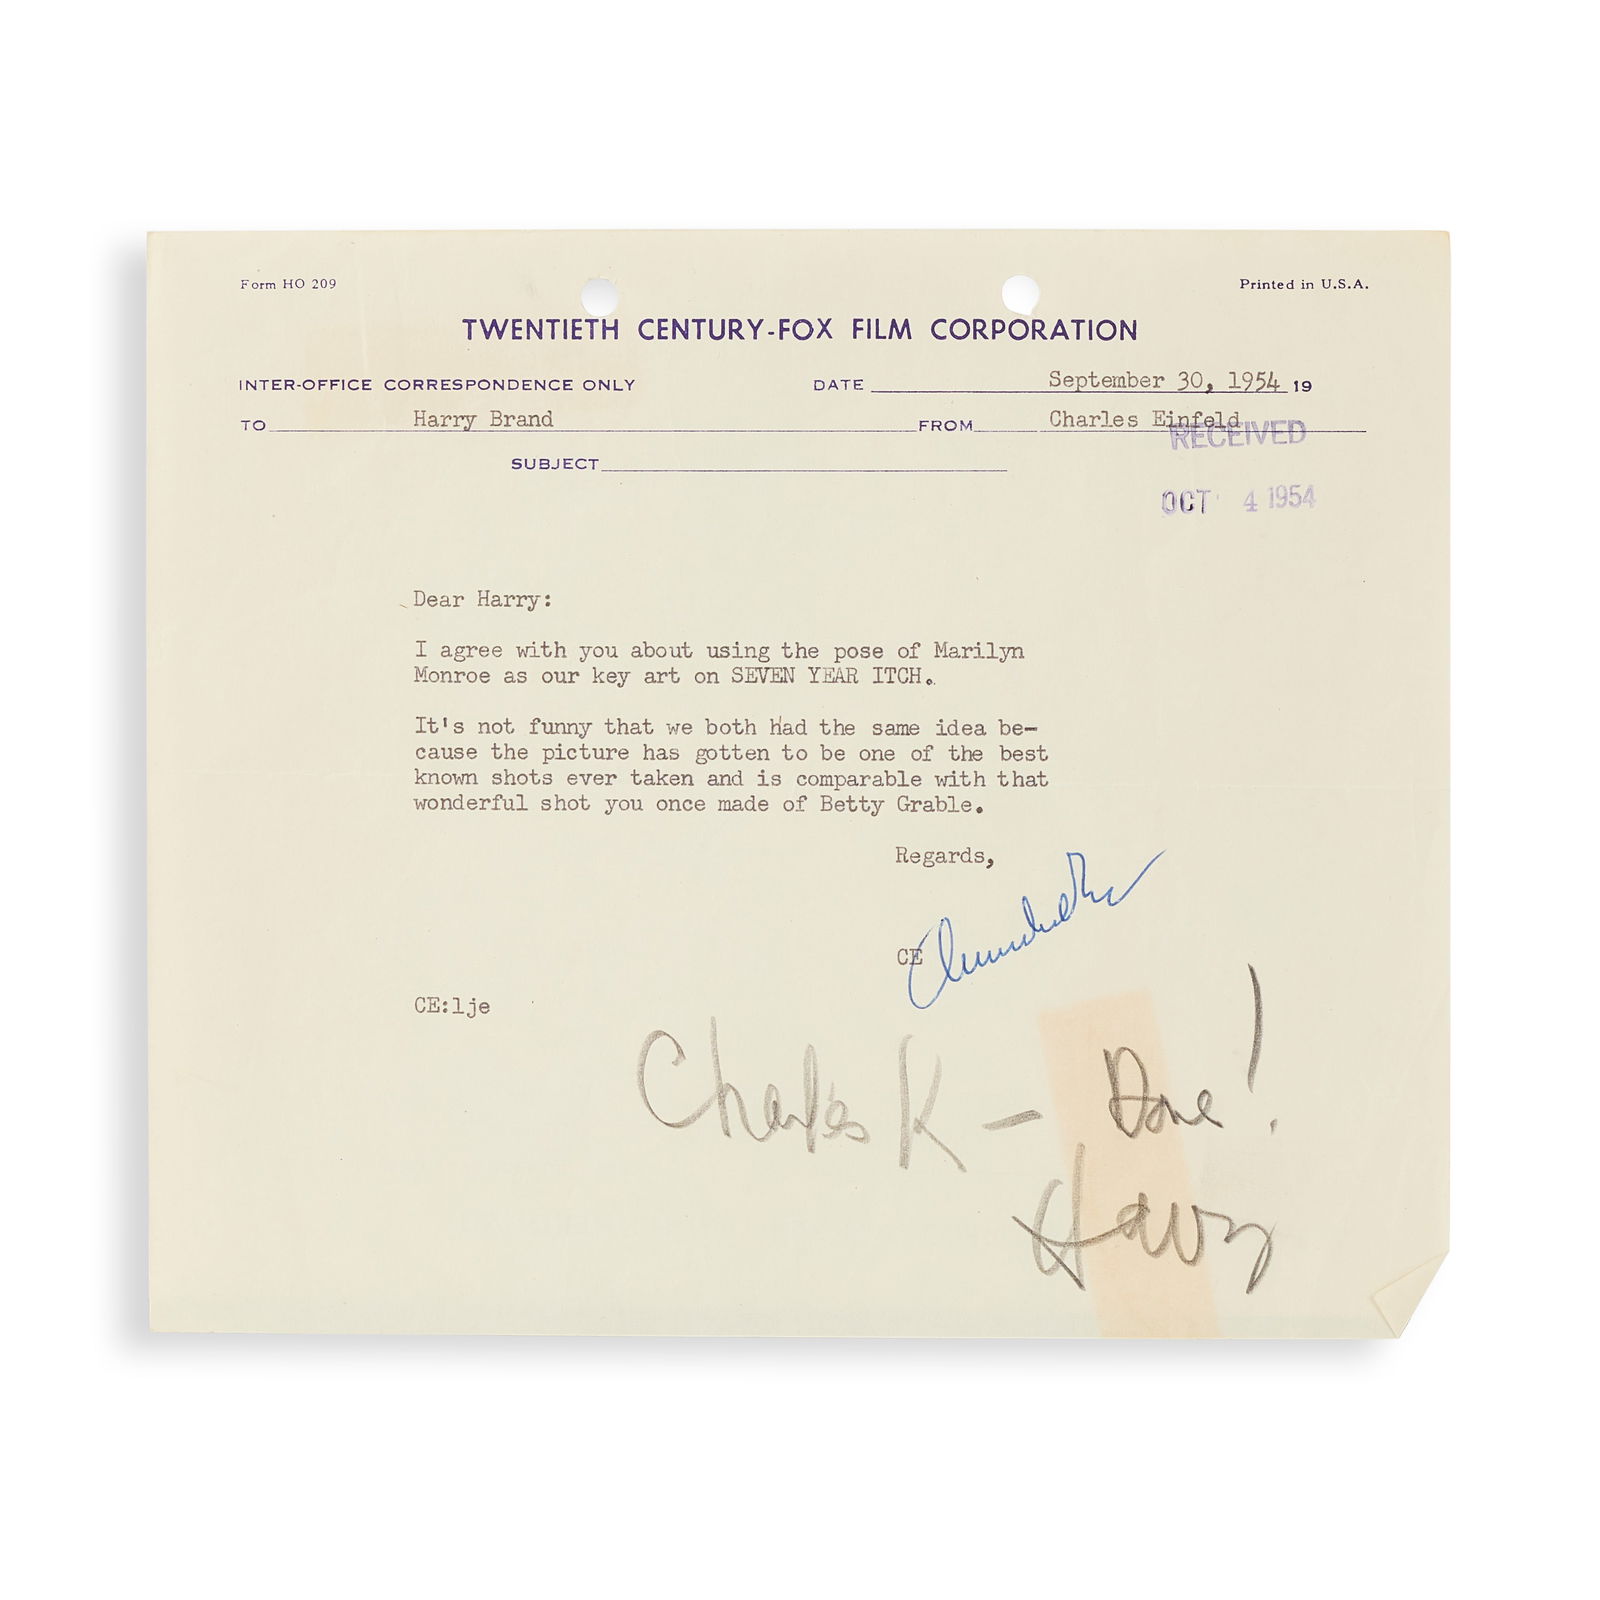 Form HO 209
Printed in U.S.A.
TWENTIETH CENTURY-FOX FILM CORPORATION
INTER-OFFICE CORRESPONDENCE ONLY DATE September 30, 1954 19
TO Harry Brand FROM Charles Einfeld
RECEIVED
SUBJECT
OCT 4 1954
Dear Harry:
I agree with you about using the pose of Marilyn
Monroe as our key art on SEVEN YEAR ITCH.
It's not funny that we both had the same idea be-
cause the picture has gotten to be one of the best
known shots ever taken and is comparable with that
wonderful shot you once made of Betty Grable.
Regards,
CE
CE:lje
Charles K — Done!
Harry